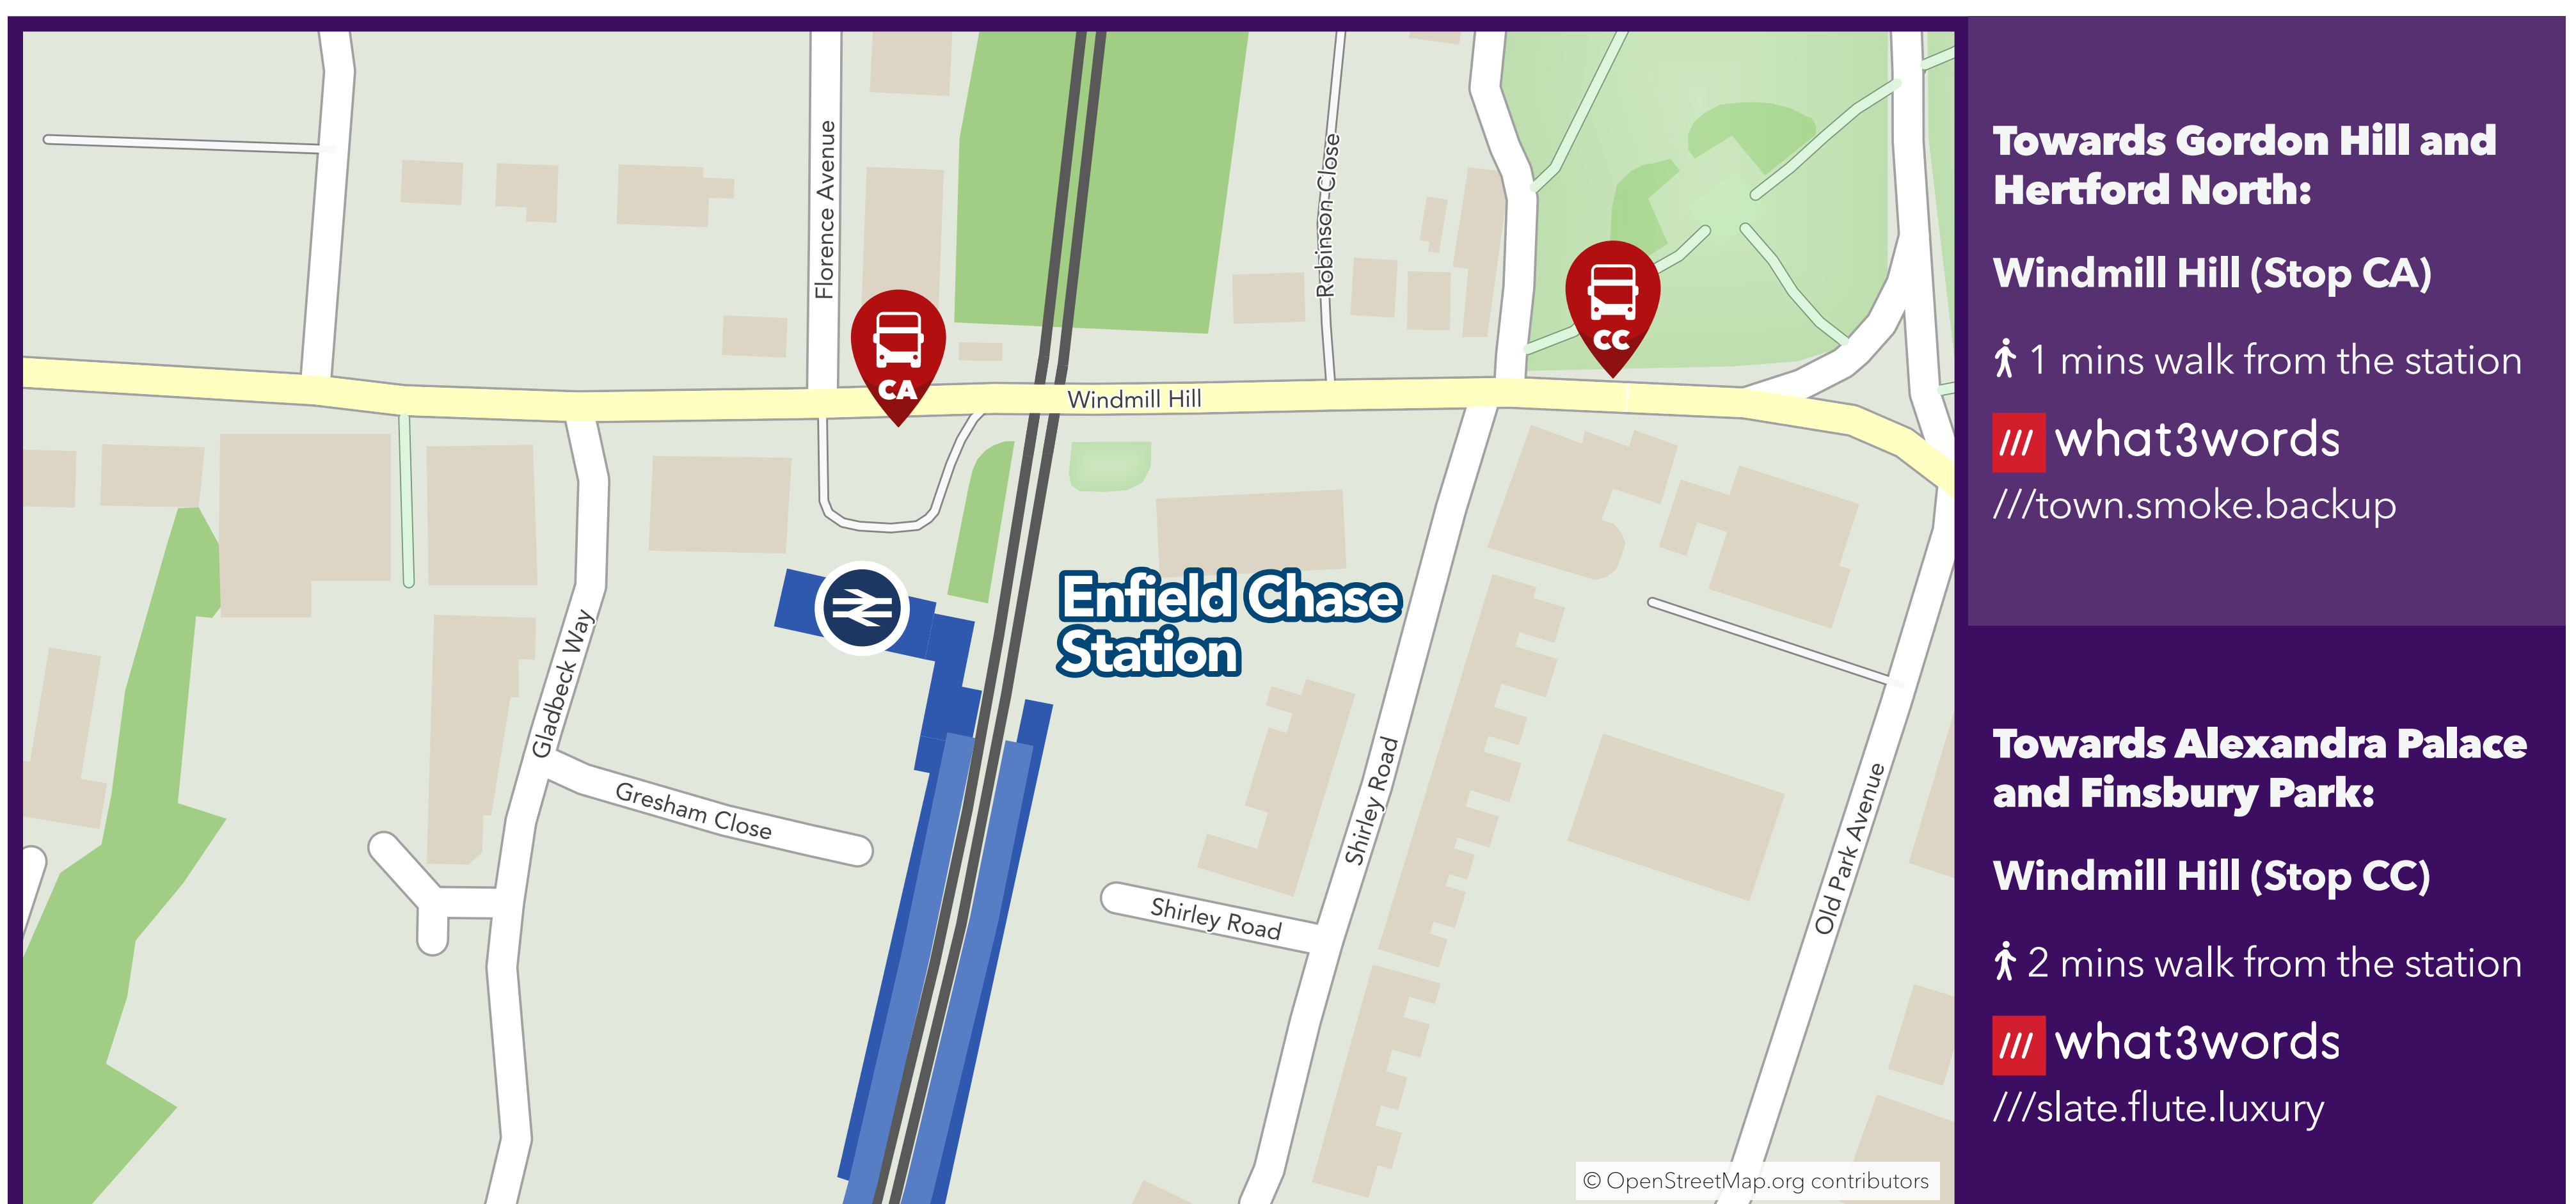 Florence Avenue
Robinson Close
CA
CC
Windmill Hill
Enfield Chase
Station
Gladbeck Way
Gresham Close
Shirley Road
Shirley Road
Old Park Avenue
© OpenStreetMap.org contributors
Towards Gordon Hill and
Hertford North:
Windmill Hill (Stop CA)
1 mins walk from the station
what3words
///town.smoke.backup
Towards Alexandra Palace
and Finsbury Park:
Windmill Hill (Stop CC)
2 mins walk from the station
what3words
///slate.flute.luxury